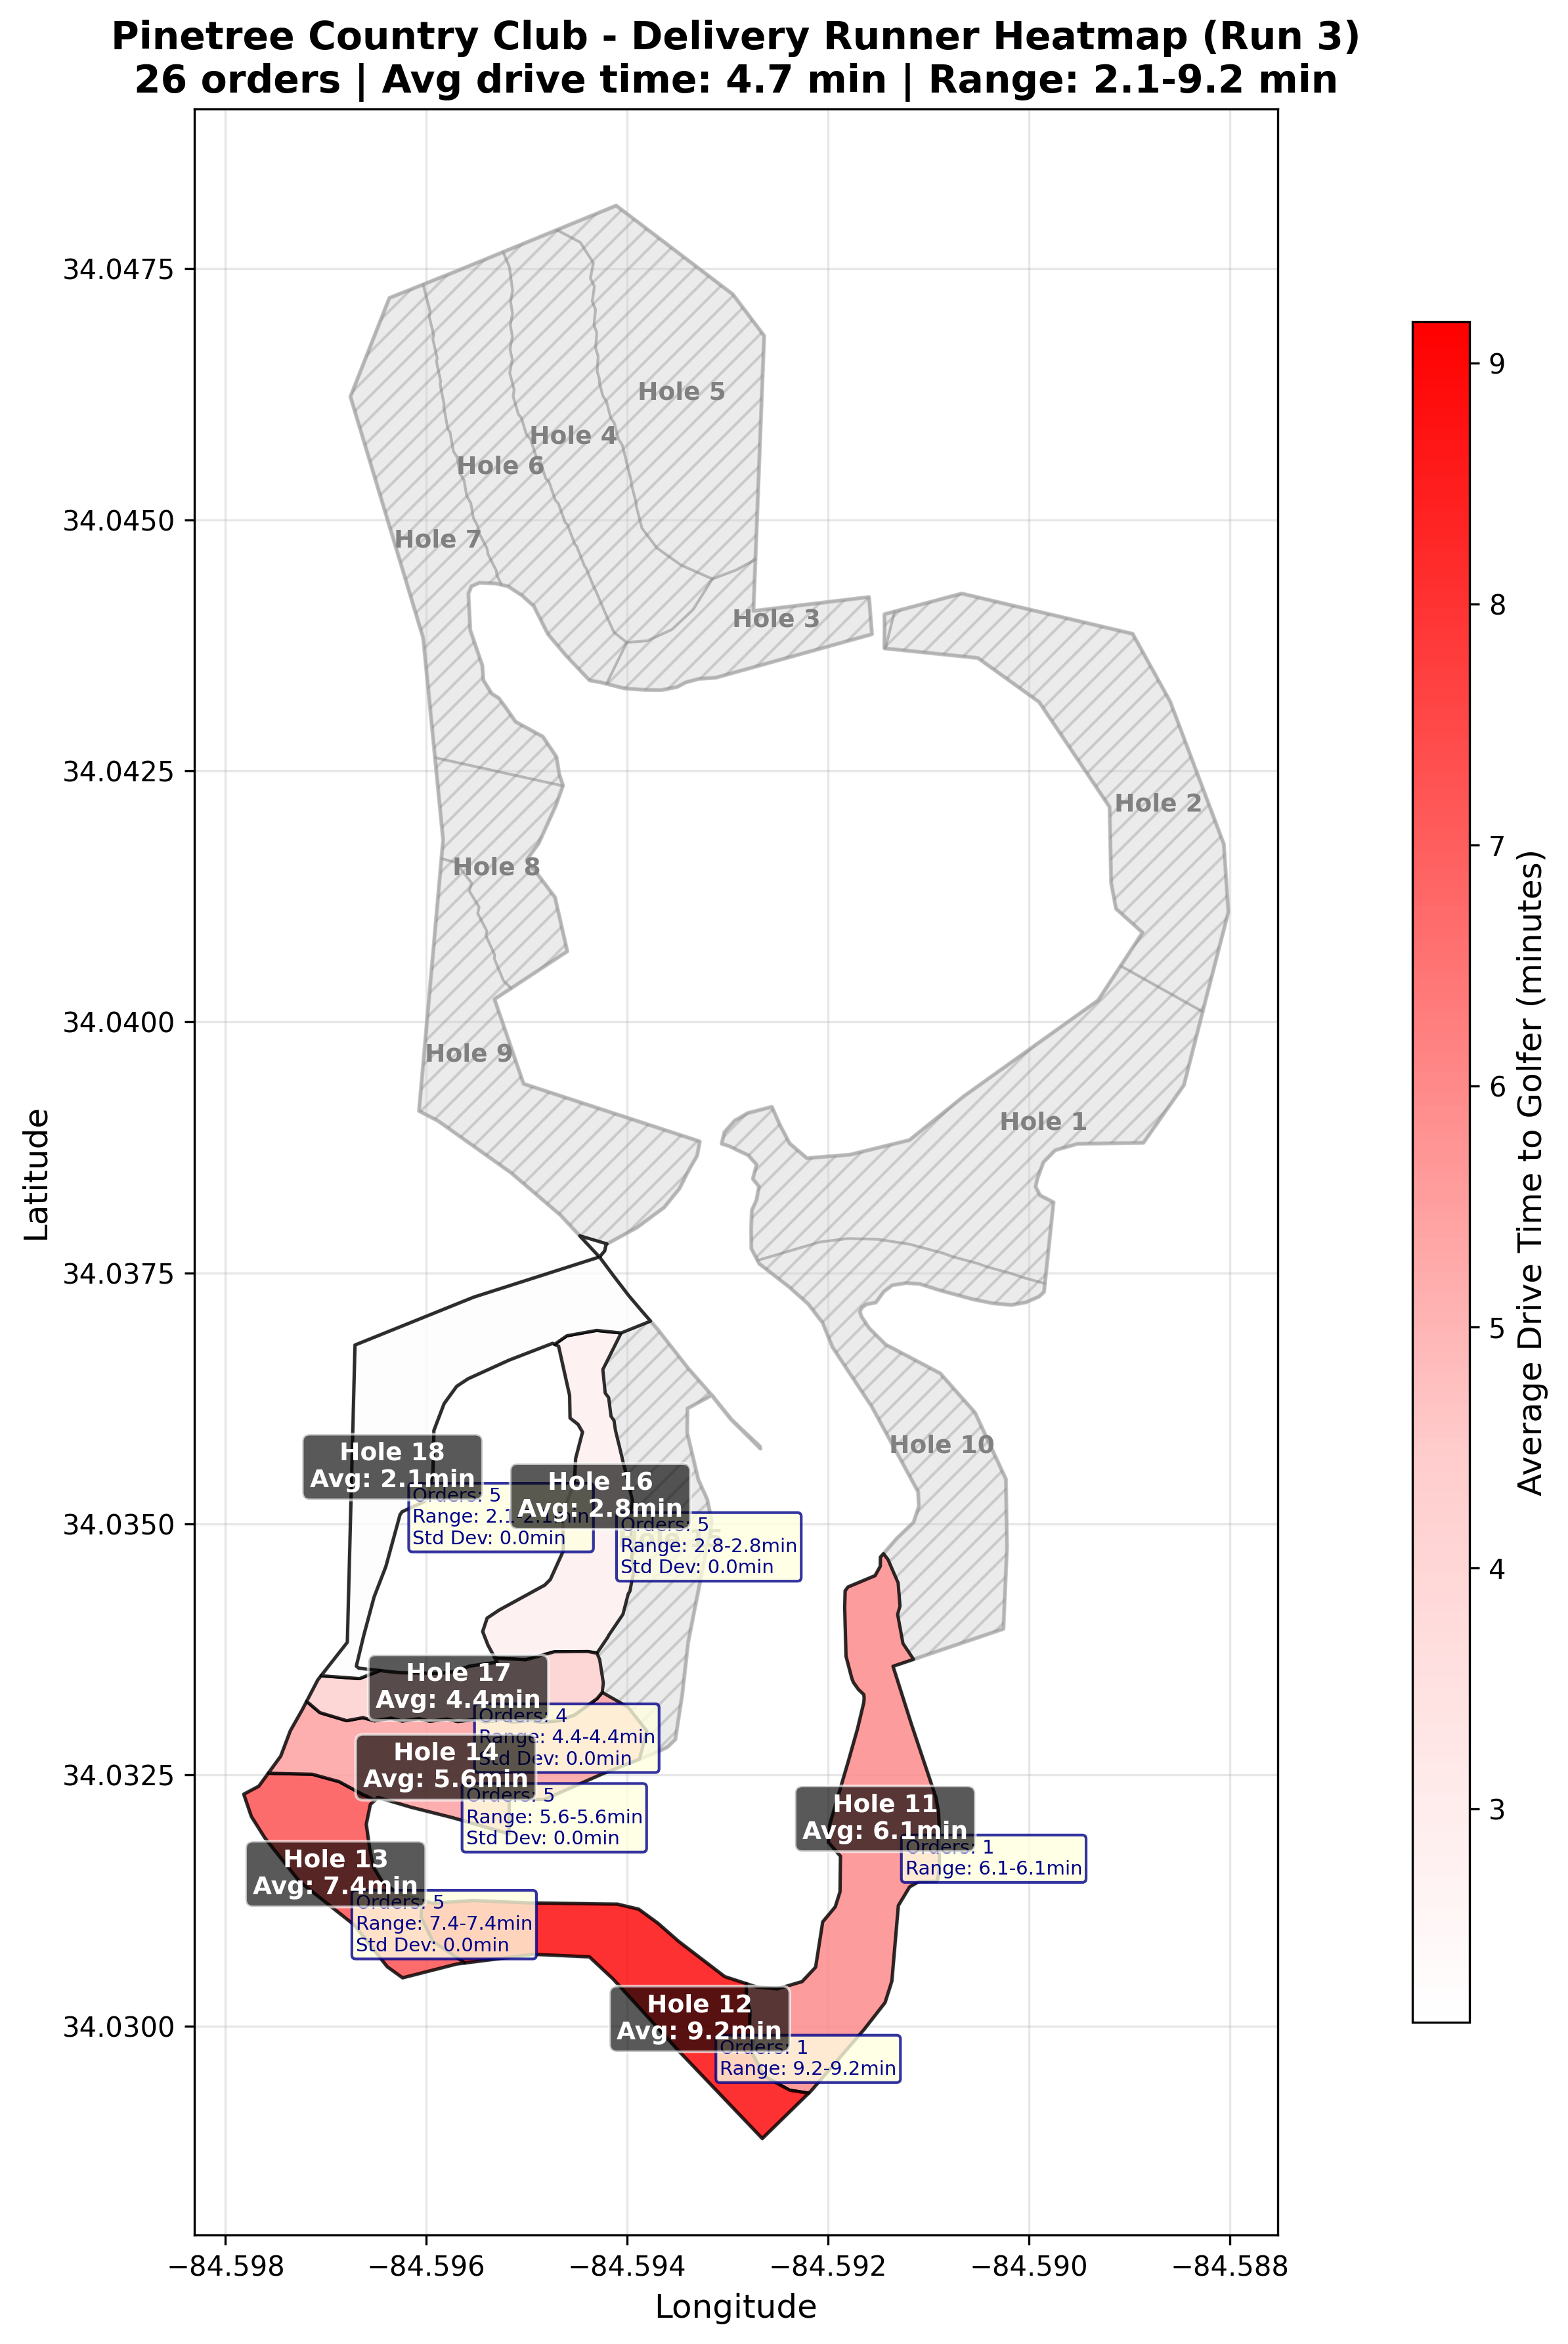 Pinetree Country Club - Delivery Runner Heatmap (Run 3)
26 orders | Avg drive time: 4.7 min | Range: 2.1-9.2 min
Latitude
34.0475
34.0450
34.0425
34.0400
34.0375
34.0350
34.0325
34.0300
Hole 5
Hole 4
Hole 6
Hole 7
Hole 3
Hole 2
Hole 8
Hole 9
Hole 1
Hole 10
Hole 18
Avg: 2.1min
Orders: 5
Range: 2.1-2.1min
Std Dev: 0.0min
Hole 16
Avg: 2.8min
Orders: 5
Range: 2.8-2.8min
Std Dev: 0.0min
Hole 17
Avg: 4.4min
Orders: 4
Range: 4.4-4.4min
Std Dev: 0.0min
Hole 14
Avg: 5.6min
Orders: 5
Range: 5.6-5.6min
Std Dev: 0.0min
Hole 11
Avg: 6.1min
Orders: 1
Range: 6.1-6.1min
Hole 13
Avg: 7.4min
Orders: 5
Range: 7.4-7.4min
Std Dev: 0.0min
Hole 12
Avg: 9.2min
Orders: 1
Range: 9.2-9.2min
−84.598
−84.596
−84.594
−84.592
−84.590
−84.588
Longitude
9
8
7
6
5
4
3
Average Drive Time to Golfer (minutes)